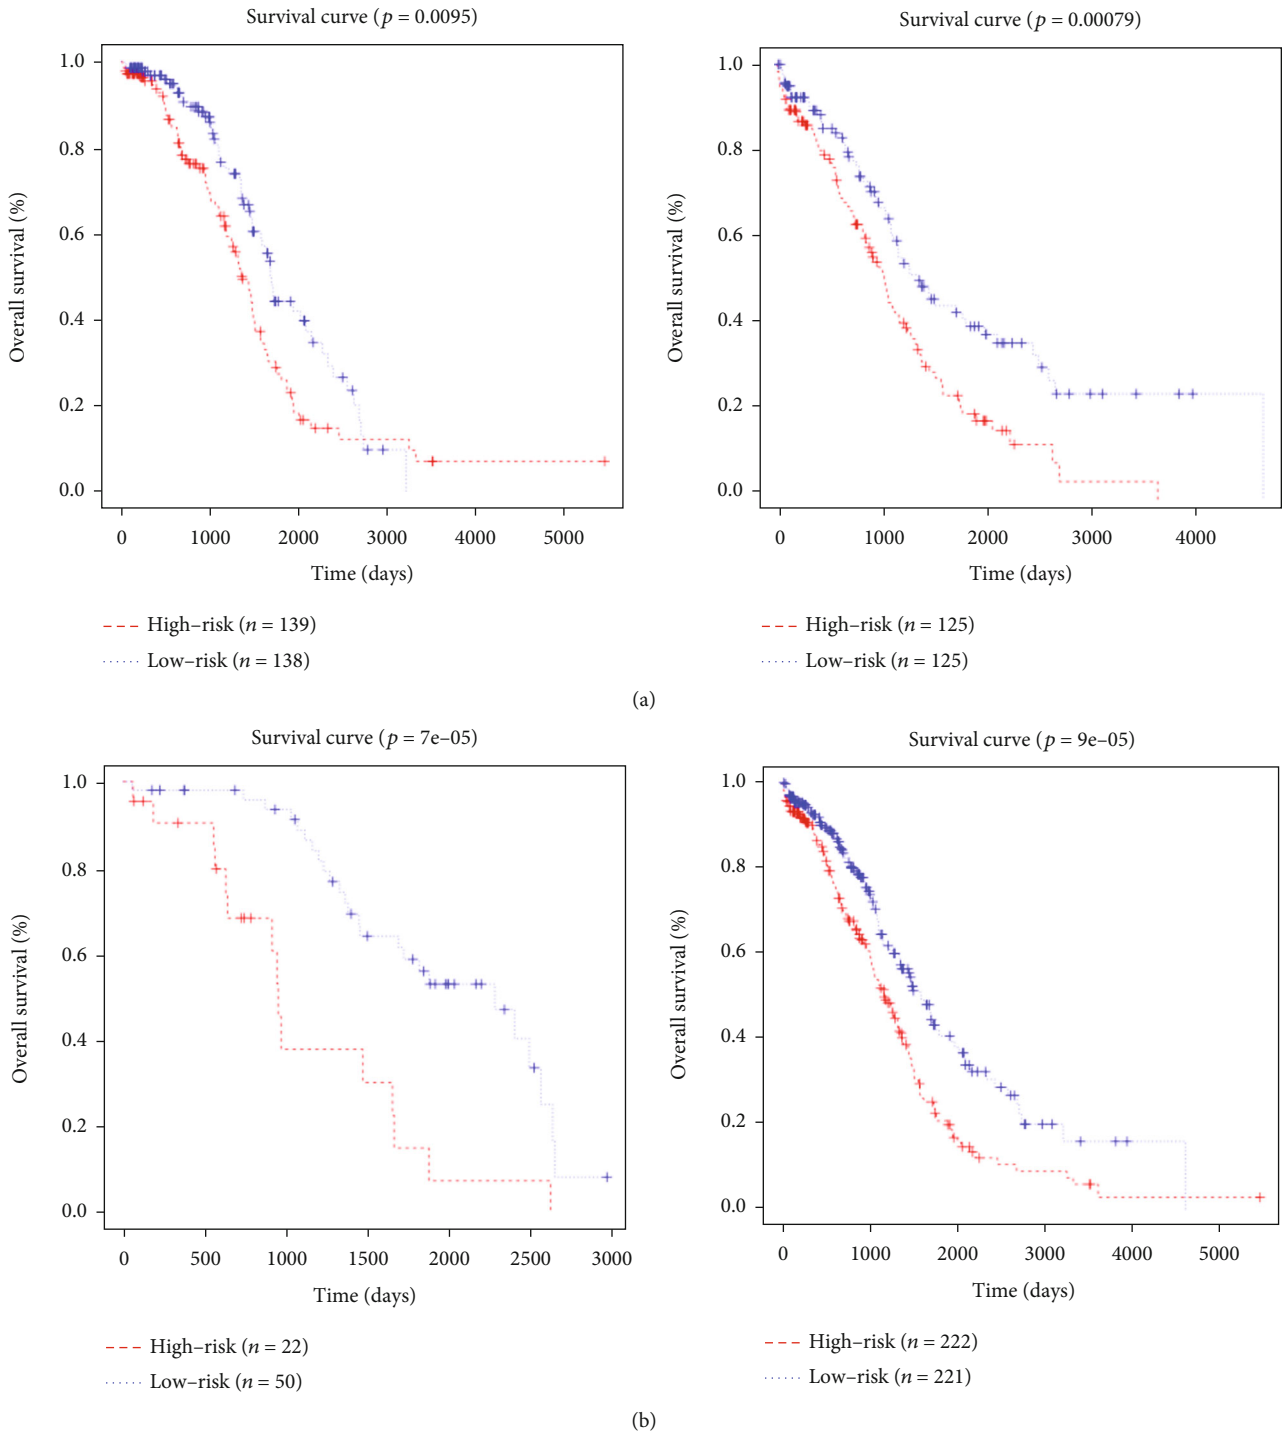 Survival curve (p = 0.0095)
Overall survival (%)
1.0
0.8
0.6
0.4
0.2
0.0
0 1000 2000 3000 4000 5000
Time (days)
High–risk (n = 139)
Low–risk (n = 138)
Survival curve (p = 0.00079)
Overall survival (%)
1.0
0.8
0.6
0.4
0.2
0.0
0 1000 2000 3000 4000
Time (days)
High–risk (n = 125)
Low–risk (n = 125)
(a)
Survival curve (p = 7e–05)
Overall survival (%)
1.0
0.8
0.6
0.4
0.2
0.0
0 500 1000 1500 2000 2500 3000
Time (days)
High–risk (n = 22)
Low–risk (n = 50)
Survival curve (p = 9e–05)
Overall survival (%)
1.0
0.8
0.6
0.4
0.2
0.0
0 1000 2000 3000 4000 5000
Time (days)
High–risk (n = 222)
Low–risk (n = 221)
(b)